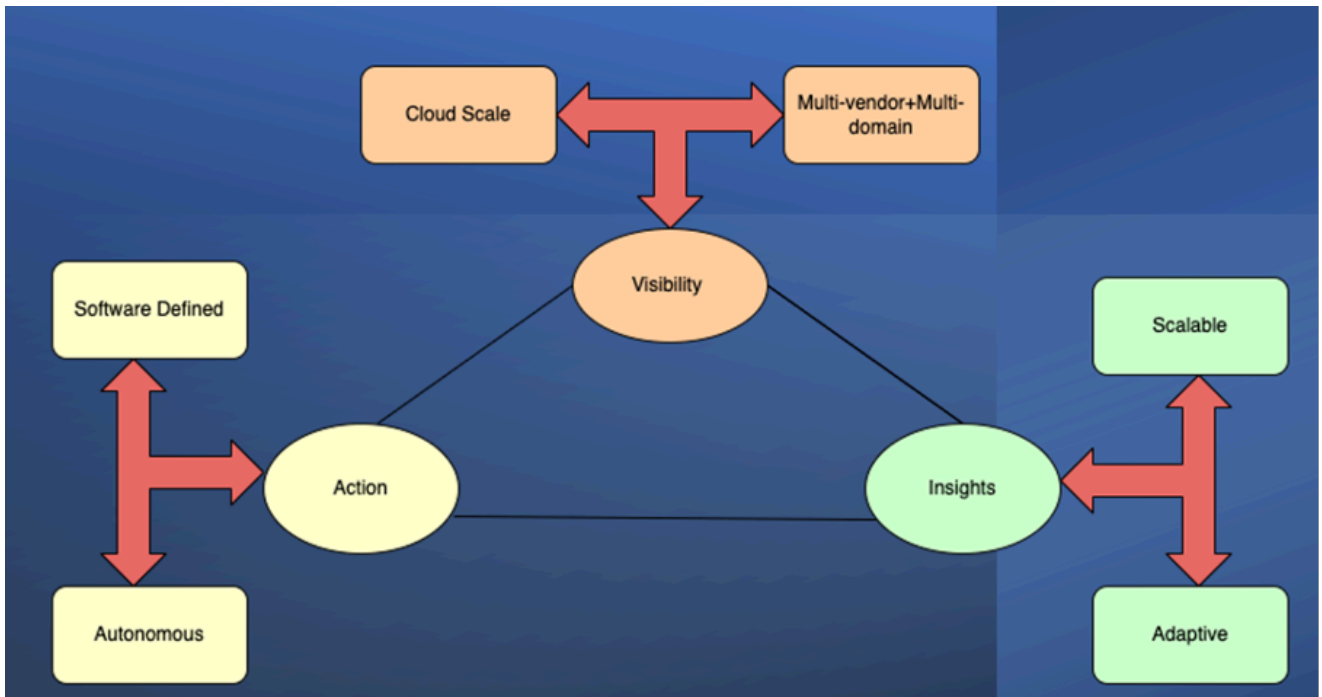 Cloud Scale
Multi-vendor+Multi-
domain
Visibility
Software Defined
Scalable
Action
Insights
Autonomous
Adaptive